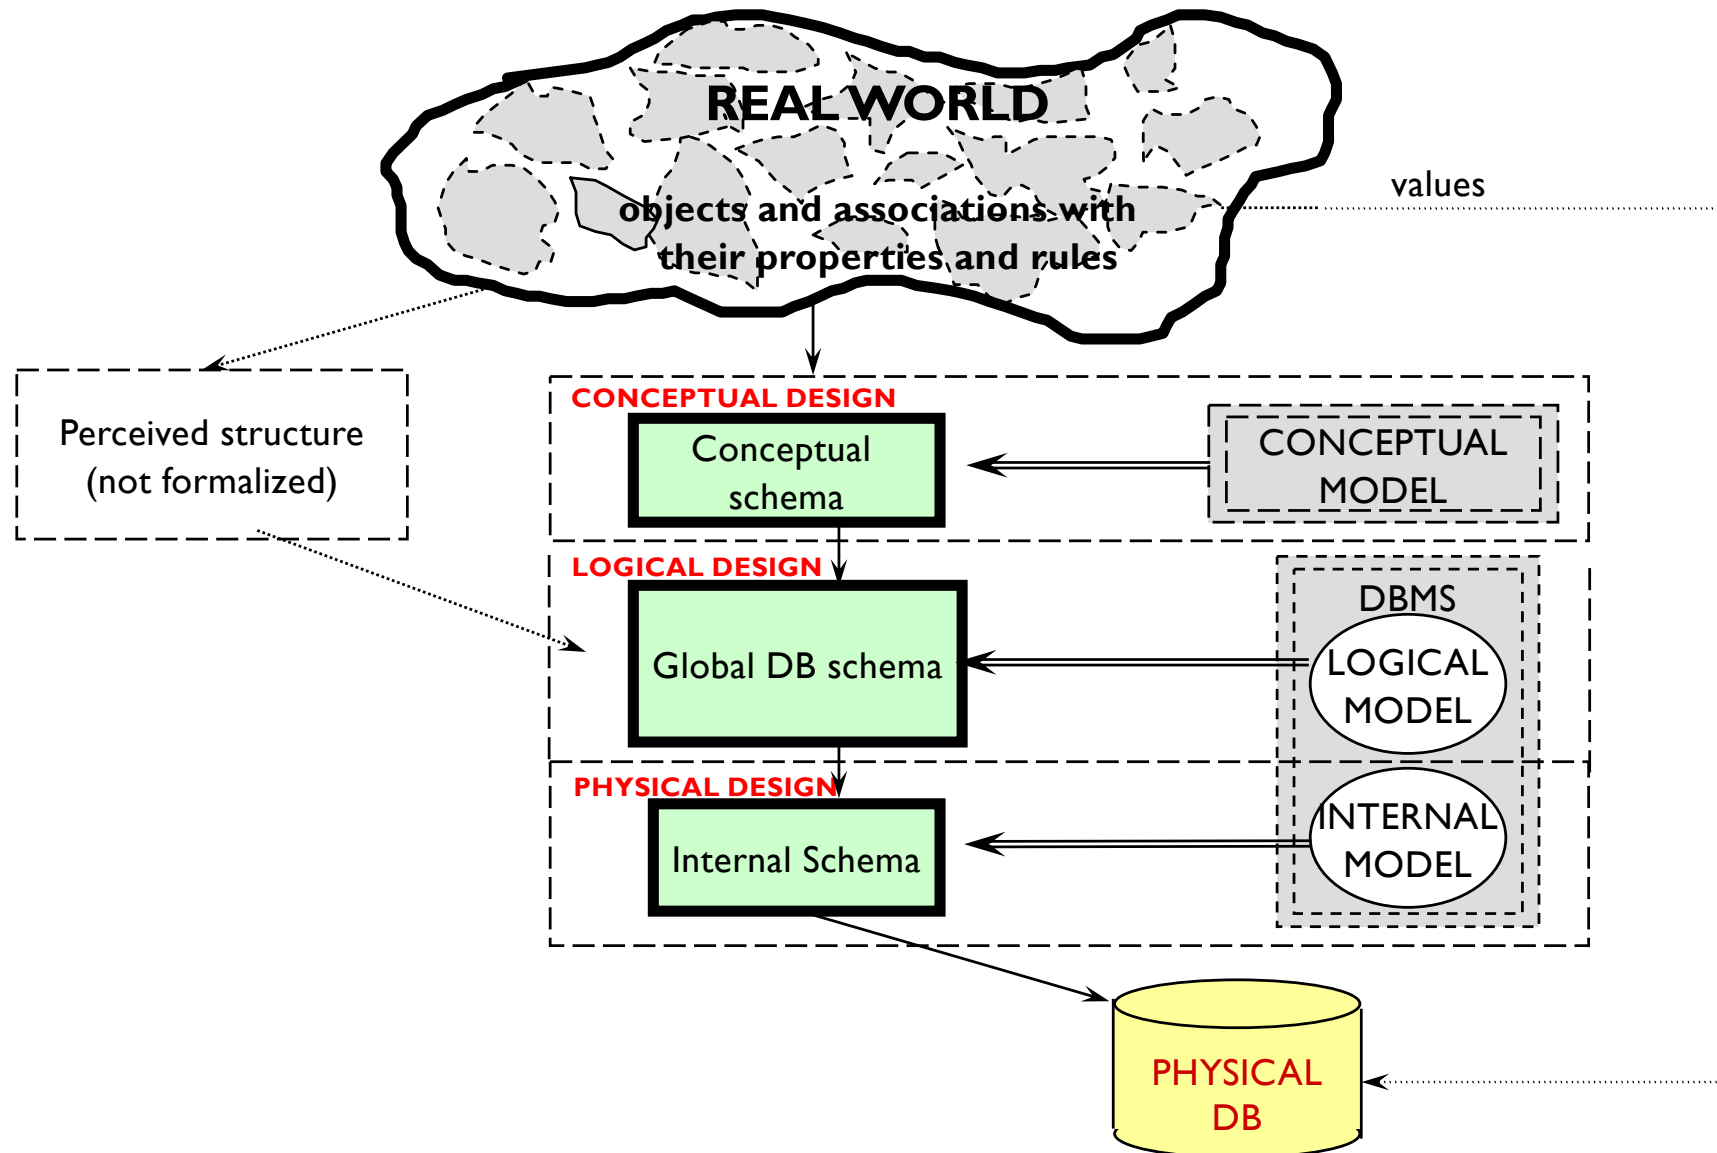 REAL WORLD
values
objects and associations with
their properties and rules
CONCEPTUAL DESIGN
Perceived structure
(not formalized)
Conceptual
schema
CONCEPTUAL
MODEL
LOGICAL DESIGN
DBMS
Global DB schema
LOGICAL
MODEL
PHYSICAL DESIGN
Internal Schema
INTERNAL
MODEL
PHYSICAL
DB